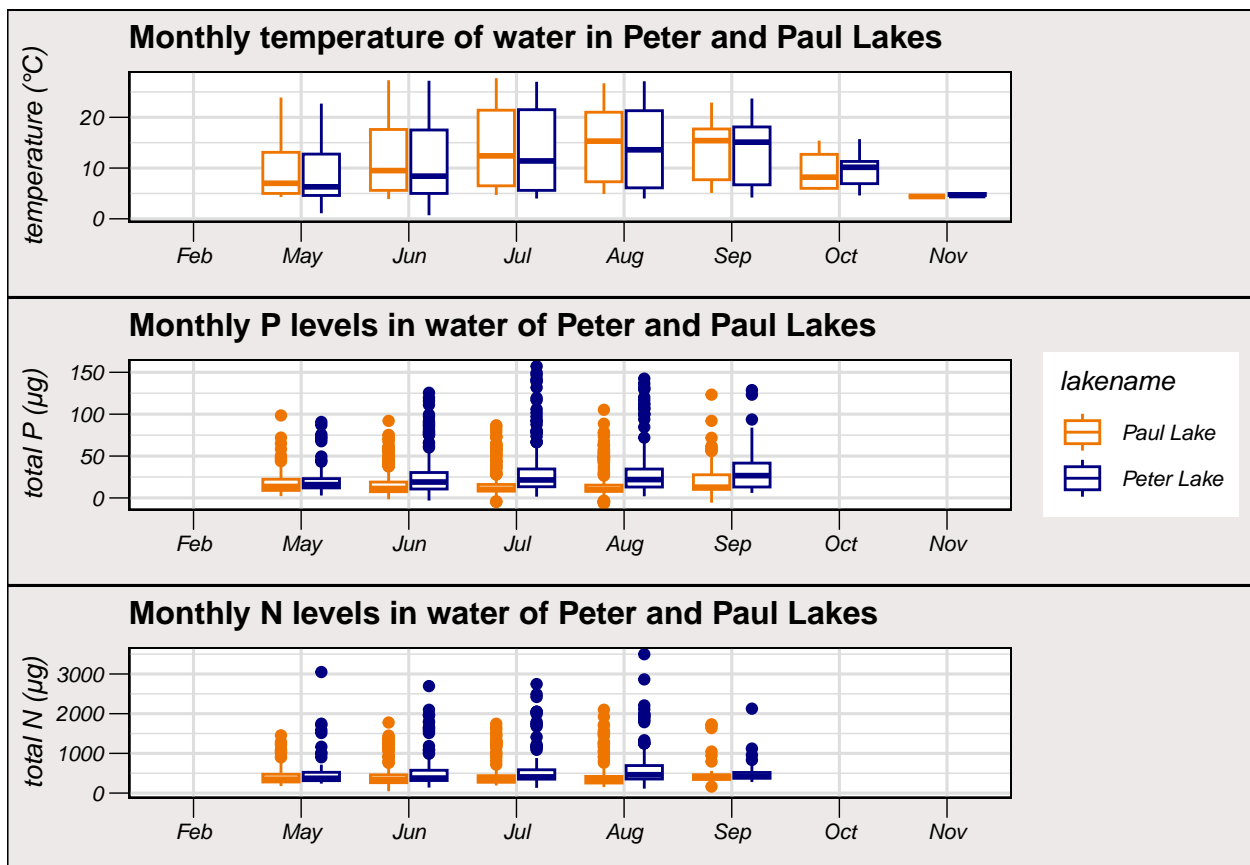 Monthly temperature of water in Peter and Paul Lakes
temperature (°C)
20
10
0
Feb May Jun Jul Aug Sep Oct Nov
Monthly P levels in water of Peter and Paul Lakes
total P (µg)
150
100
50
0
Feb May Jun Jul Aug Sep Oct Nov
lakename
Paul Lake
Peter Lake
Monthly N levels in water of Peter and Paul Lakes
total N (µg)
3000
2000
1000
0
Feb May Jun Jul Aug Sep Oct Nov